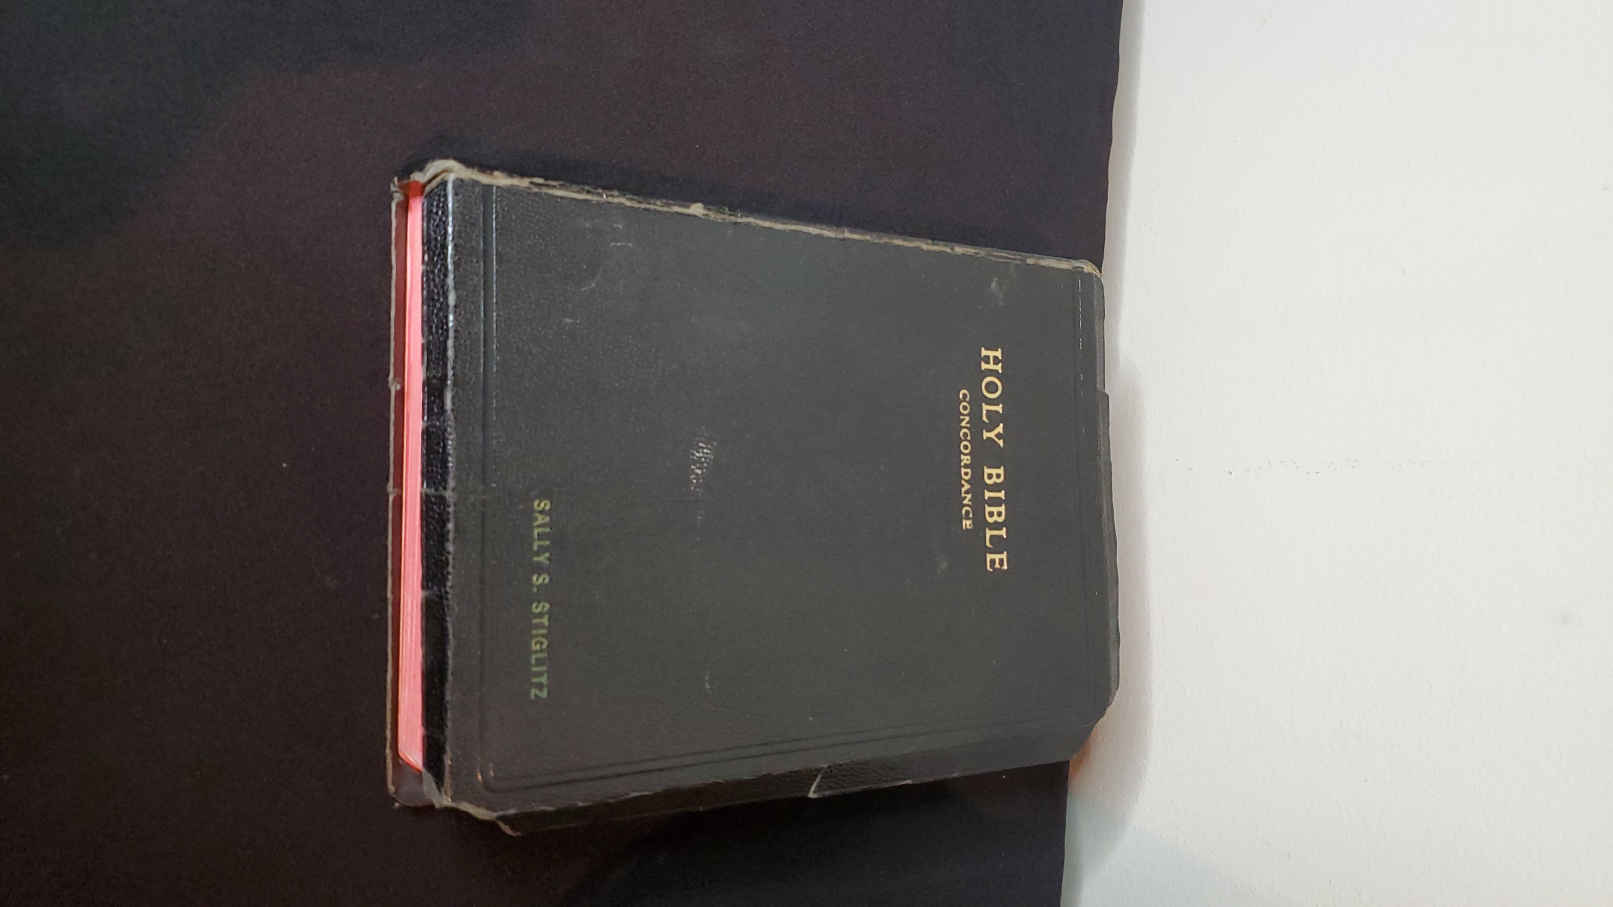 HOLY BIBLE
CONCORDANCE
SALLY S. STIGLITZ